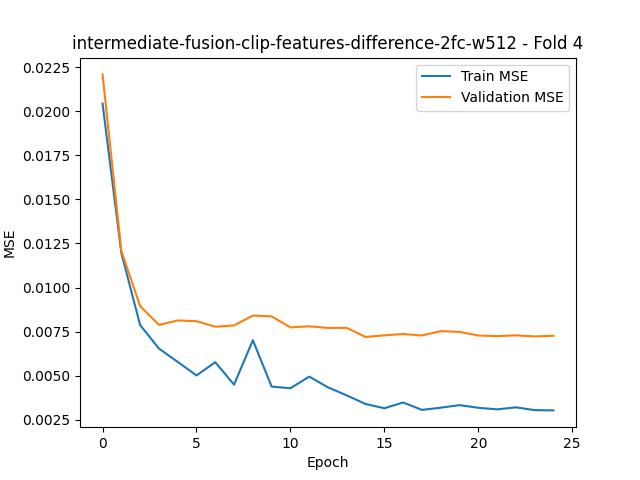 intermediate-fusion-clip-features-difference-2fc-w512 - Fold 4
Train MSE
Validation MSE
MSE
0.0225
0.0200
0.0175
0.0150
0.0125
0.0100
0.0075
0.0050
0.0025
0 5 10 15 20 25
Epoch